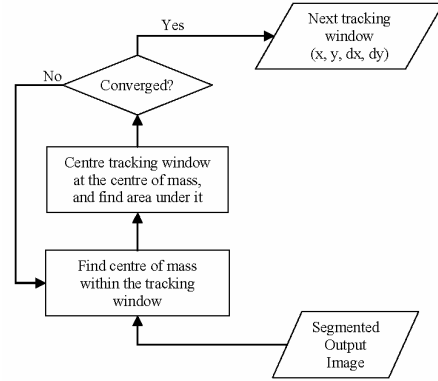 Yes
Next tracking
window
(x, y, dx, dy)
No
Converged?
Centre tracking window
at the centre of mass,
and find area under it
Find centre of mass
within the tracking
window
Segmented
Output
Image